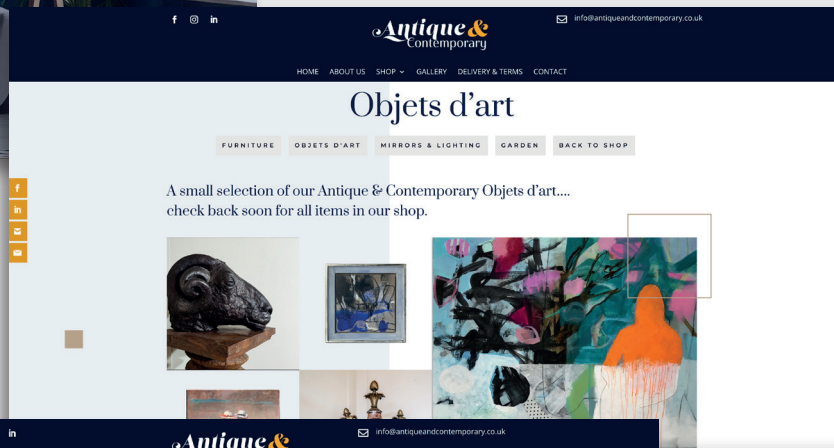 Antique &
Contemporary
info@antiqueandcontemporary.co.uk
HOME ABOUT US SHOP GALLERY DELIVERY & TERMS CONTACT
Objets d'art
FURNITURE OBJETS D'ART MIRRORS & LIGHTING GARDEN BACK TO SHOP
A small selection of our Antique & Contemporary Objets d'art....
check back soon for all items in our shop.
info@antiqueandcontemporary.co.uk
Antique &